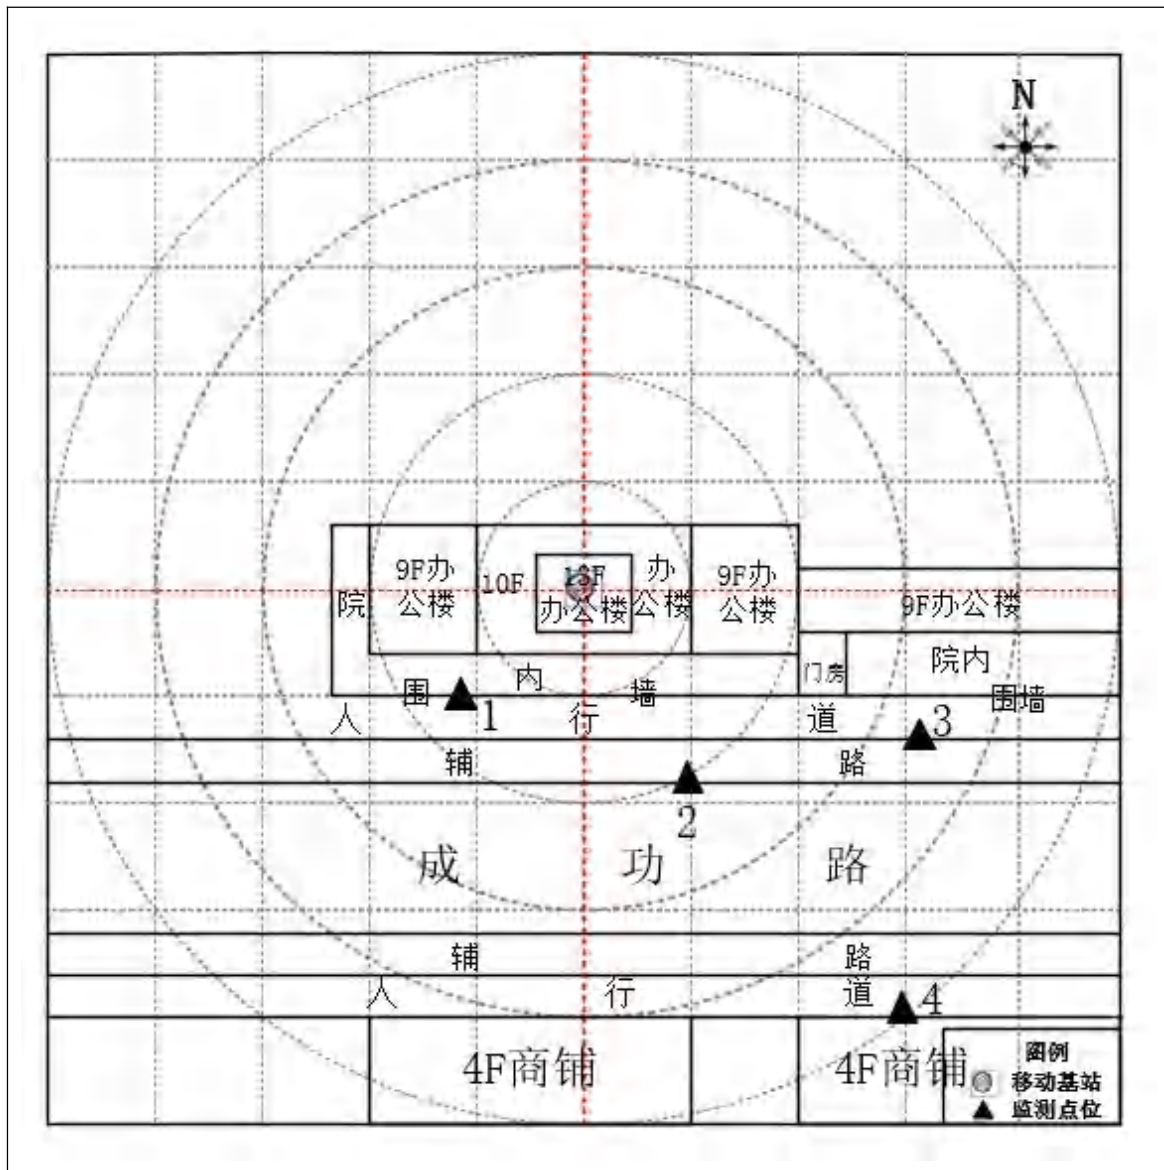 N
9F办
公楼
10F
13F
办公楼
办
公楼
9F办
公楼
9F办公楼
院
院内
门房
围
内
墙
围墙
1
3
人
行
道
辅
路
2
成
功
路
辅
路
人
行
道
4
4F商铺
4F商铺
图例
移动基站
监测点位